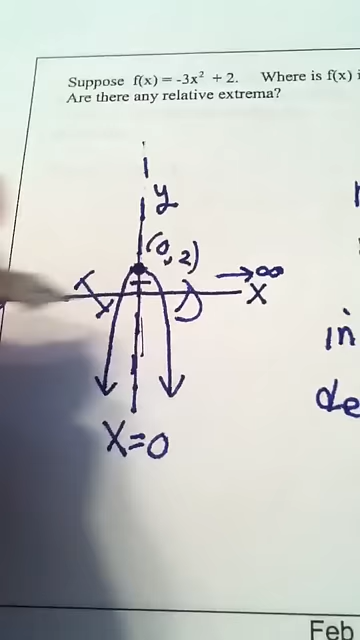 Suppose f(x) = -3x² + 2. Where is f(x)
Are there any relative extrema?
y
(0, 2)
→∞
I
D
X
in
de
X=0
Feb